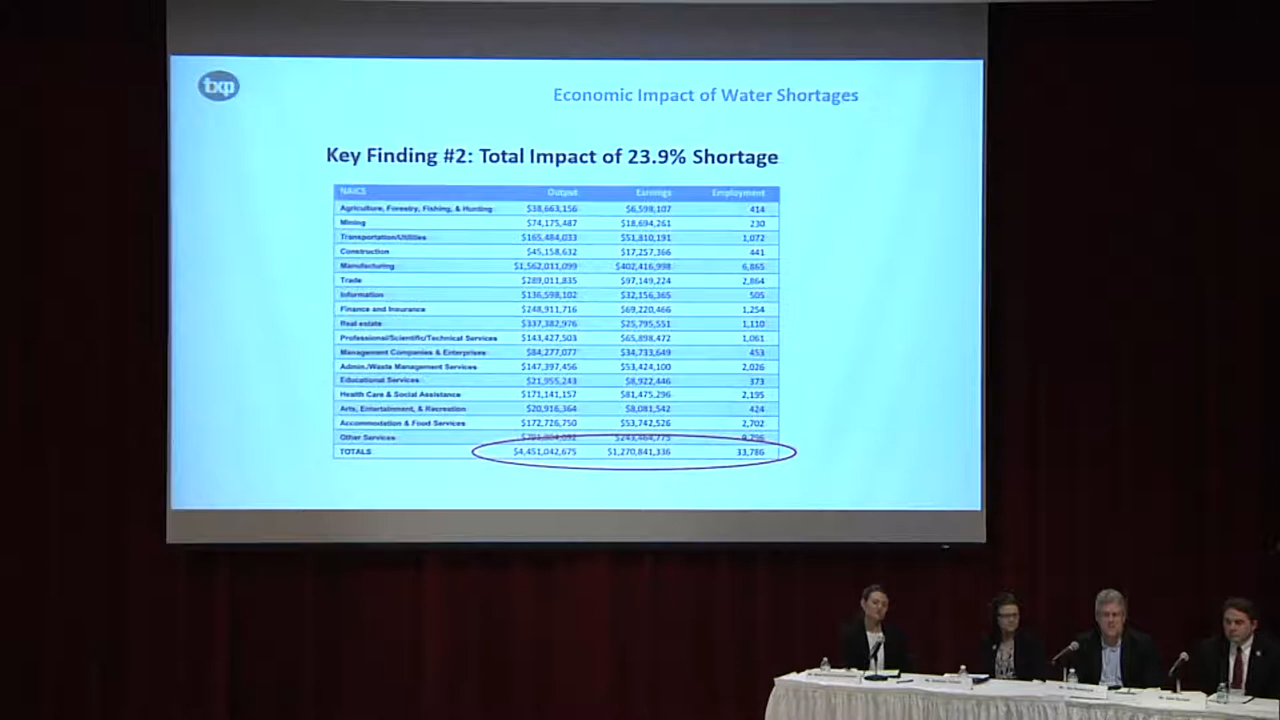 txp
Economic Impact of Water Shortages
Key Finding #2: Total Impact of 23.9% Shortage
NAICS Output Earnings Employment
Agriculture, Forestry, Fishing, & Hunting $38,663,156 $6,598,107 414
Mining $74,175,487 $18,694,261 230
Transportation/Utilities $165,484,033 $51,810,191 1,072
Construction $45,158,632 $17,257,366 441
Manufacturing $1,562,011,099 $402,416,998 6,865
Trade $289,011,835 $97,149,224 2,864
Information $136,598,102 $32,156,365 505
Finance and Insurance $248,911,716 $69,220,466 1,254
Real estate $337,382,976 $25,795,551 1,110
Professional/Scientific/Technical Services $143,427,503 $65,898,472 1,061
Management Companies & Enterprises $84,277,077 $34,733,649 453
Admin./Waste Management Services $147,397,456 $53,424,100 2,026
Educational Services $21,955,243 $8,922,446 373
Health Care & Social Assistance $171,141,157 $81,475,296 2,195
Arts, Entertainment, & Recreation $20,916,364 $8,081,542 424
Accommodation & Food Services $172,726,750 $53,742,526 2,702
Other Services
TOTALS $4,451,042,675 $1,270,841,336 33,786